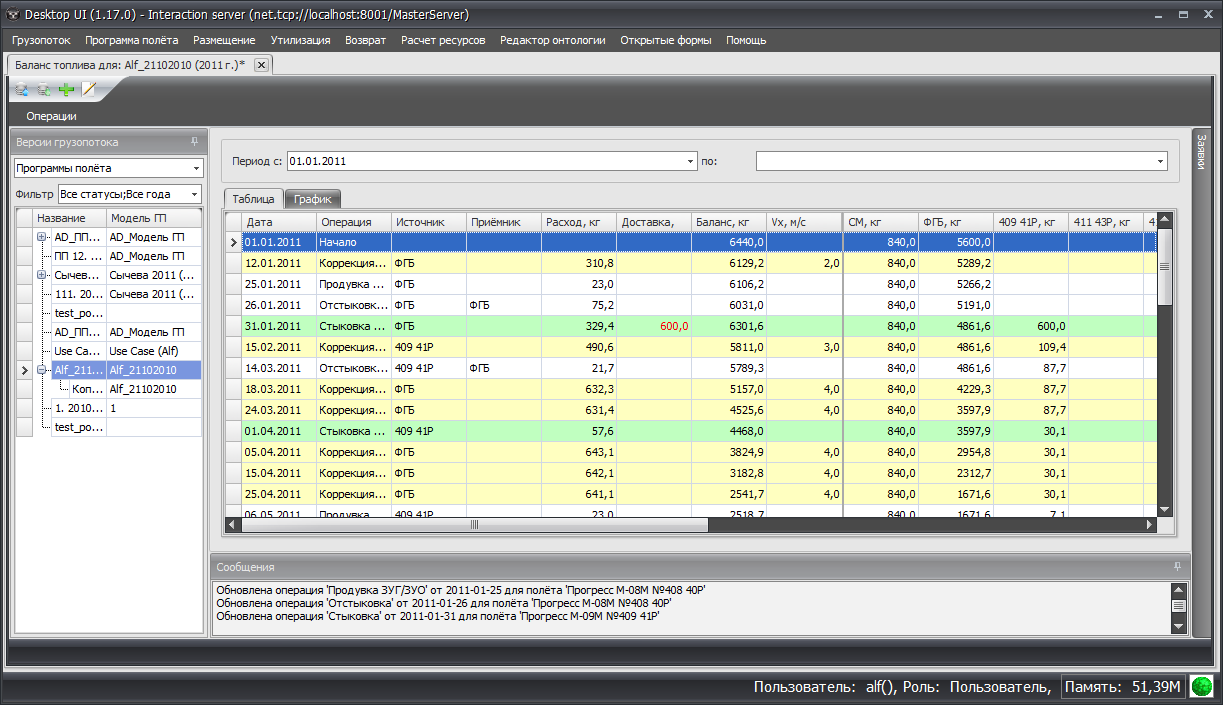 Desktop UI (1.17.0) - Interaction server (net.tcp://localhost:8001/MasterServer)
Грузопоток Программа полёта Размещение Утилизация Возврат Расчет ресурсов Редактор онтологии Открытые формы Помощь
Баланс топлива для: Alf_21102010 (2011 г.)*
Операции
Версии грузопотока
Программы полёта
Фильтр Все статусы;Все года
Название Модель ГП
AD_ПП... AD_Модель ГП
ПП 12. ... AD_Модель ГП
Сычев... Сычева 2011 (...
111. 20... Сычева 2011 (...
test_po...
AD_ПП... AD_Модель ГП
Use Ca... Use Case (Alf)
Alf_211... Alf_21102010
Коп... Alf_21102010
1. 2010... 1
test_po...
Период с: 01.01.2011 по:
Таблица График
Дата Операция Источник Приёмник Расход, кг Доставка, Баланс, кг Vx, м/с СМ, кг ФГБ, кг 409 41Р, кг 411 43Р, кг
01.01.2011 Начало 6440,0 840,0 5600,0
12.01.2011 Коррекция... ФГБ 310,8 6129,2 2,0 840,0 5289,2
25.01.2011 Продувка ... ФГБ 23,0 6106,2 840,0 5266,2
26.01.2011 Отстыковк... ФГБ ФГБ 75,2 6031,0 840,0 5191,0
31.01.2011 Стыковка ... ФГБ 329,4 600,0 6301,6 840,0 4861,6 600,0
15.02.2011 Коррекция... 409 41Р 490,6 5811,0 3,0 840,0 4861,6 109,4
14.03.2011 Отстыковк... 409 41Р ФГБ 21,7 5789,3 840,0 4861,6 87,7
18.03.2011 Коррекция... ФГБ 632,3 5157,0 4,0 840,0 4229,3 87,7
24.03.2011 Коррекция... ФГБ 631,4 4525,6 4,0 840,0 3597,9 87,7
01.04.2011 Стыковка ... 409 41Р 57,6 4468,0 840,0 3597,9 30,1
05.04.2011 Коррекция... ФГБ 643,1 3824,9 4,0 840,0 2954,8 30,1
15.04.2011 Коррекция... ФГБ 642,1 3182,8 4,0 840,0 2312,7 30,1
25.04.2011 Коррекция... ФГБ 641,1 2541,7 4,0 840,0 1671,6 30,1
06.05.2011 Продувка ... 409 41Р 23,0 2518,7 840,0 1671,6 7,1
Заявки
Сообщения
Обновлена операция 'Продувка ЗУГ/ЗУО' от 2011-01-25 для полёта 'Прогресс М-08М №408 40Р'
Обновлена операция 'Отстыковка' от 2011-01-26 для полёта 'Прогресс М-08М №408 40Р'
Обновлена операция 'Стыковка' от 2011-01-31 для полёта 'Прогресс М-09М №409 41Р'
Пользователь: alf(), Роль: Пользователь, Память: 51,39М